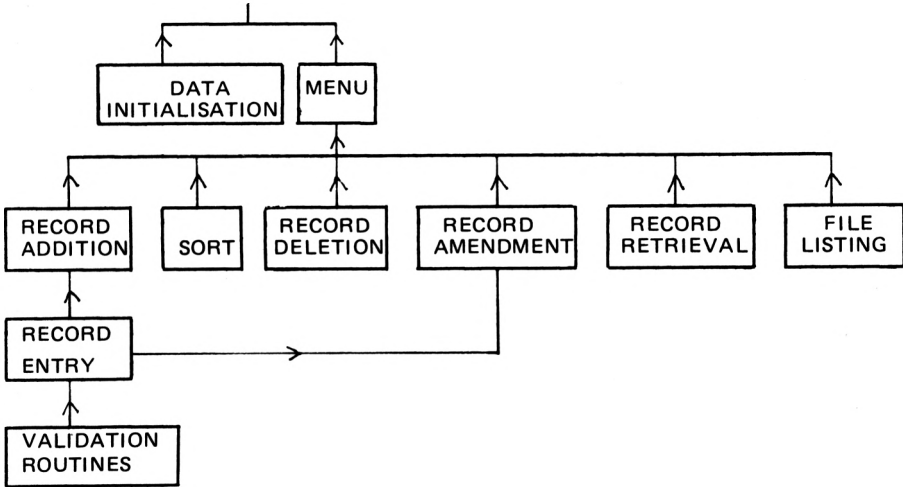 DATA
INITIALISATION
MENU
RECORD
ADDITION
SORT
RECORD
DELETION
RECORD
AMENDMENT
RECORD
RETRIEVAL
FILE
LISTING
RECORD
ENTRY
VALIDATION
ROUTINES